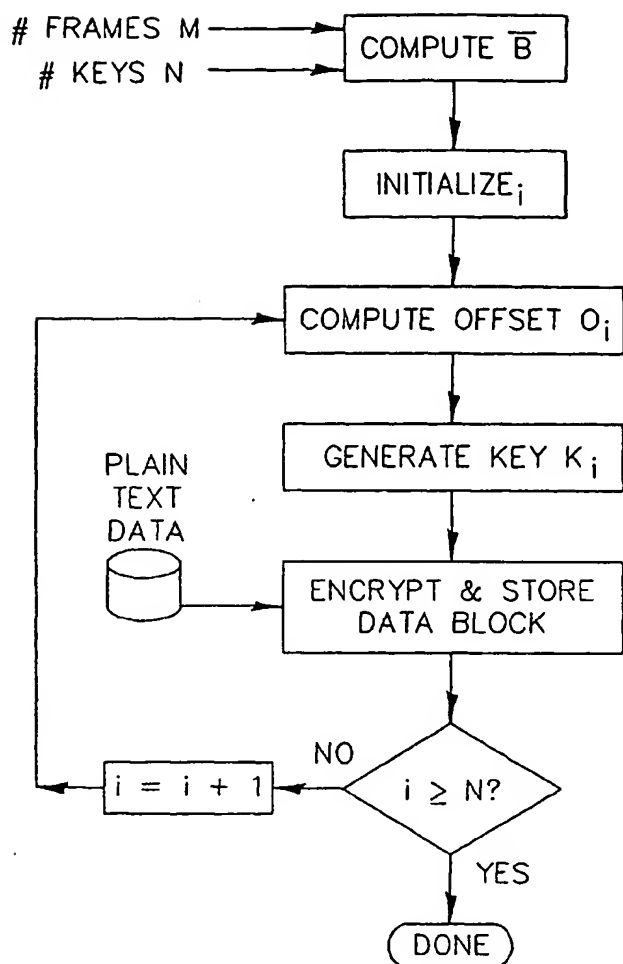 # FRAMES M
# KEYS N
COMPUTE B̅
INITIALIZEᵢ
COMPUTE OFFSET Oᵢ
GENERATE KEY Kᵢ
PLAIN
TEXT
DATA
ENCRYPT & STORE
DATA BLOCK
NO
i = i + 1
i ≥ N?
YES
DONE